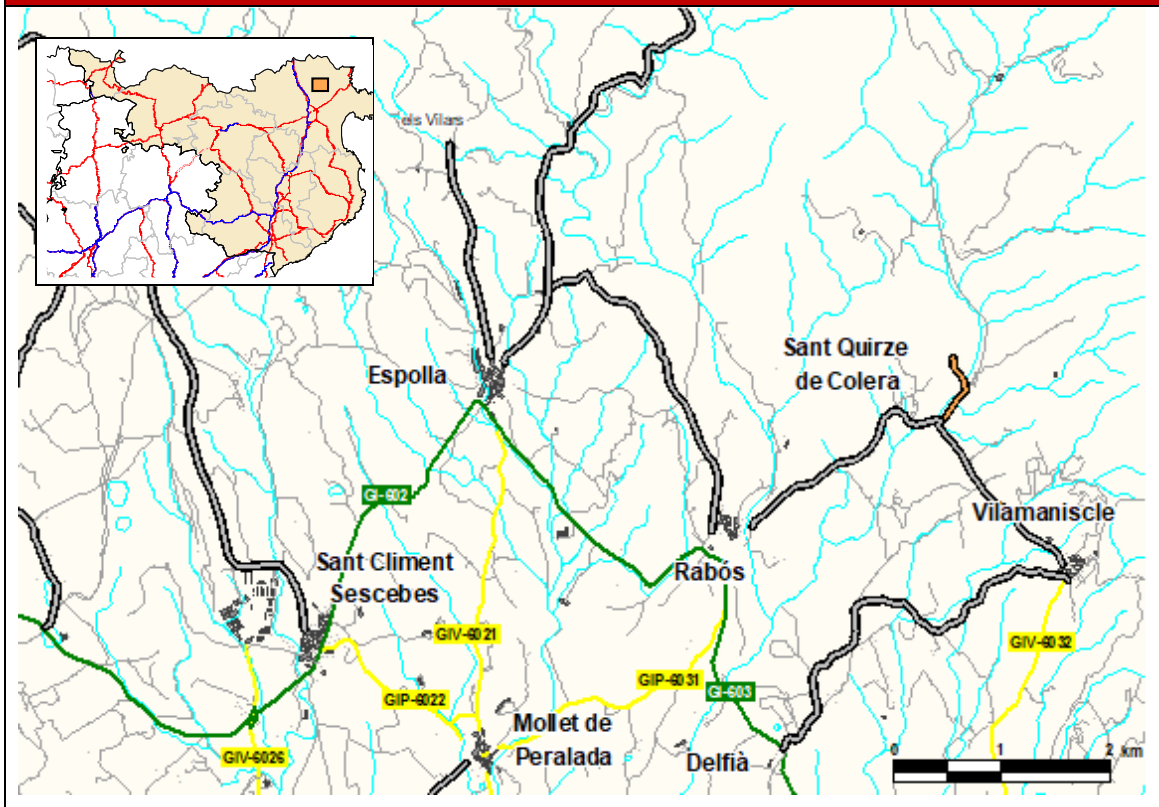 els Vilars
Sant Quirze
de Colera
Espolla
GI-602
Vilamaniscle
Sant Climent
Sescebes
Rabós
GIV-6021
GIV-6032
GIP-6031
GI-603
GIP-6022
Mollet de
Peralada
GIV-6026
Delfià
0 1 2 km